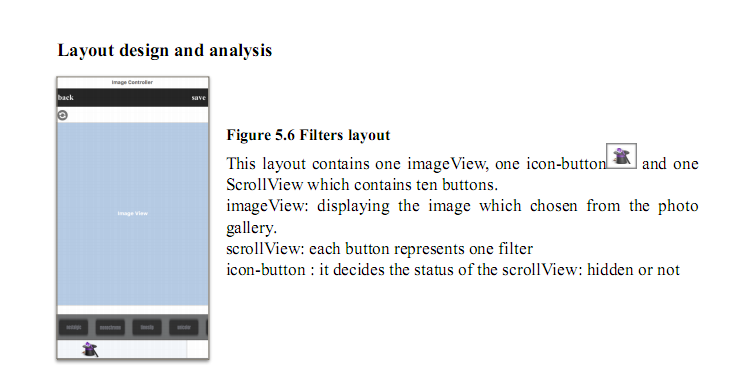 Layout design and analysis
Image Controller
back
save
Image View
Figure 5.6 Filters layout
This layout contains one imageView, one icon-button and one
ScrollView which contains ten buttons.
imageView: displaying the image which chosen from the photo
gallery.
scrollView: each button represents one filter
icon-button : it decides the status of the scrollView: hidden or not